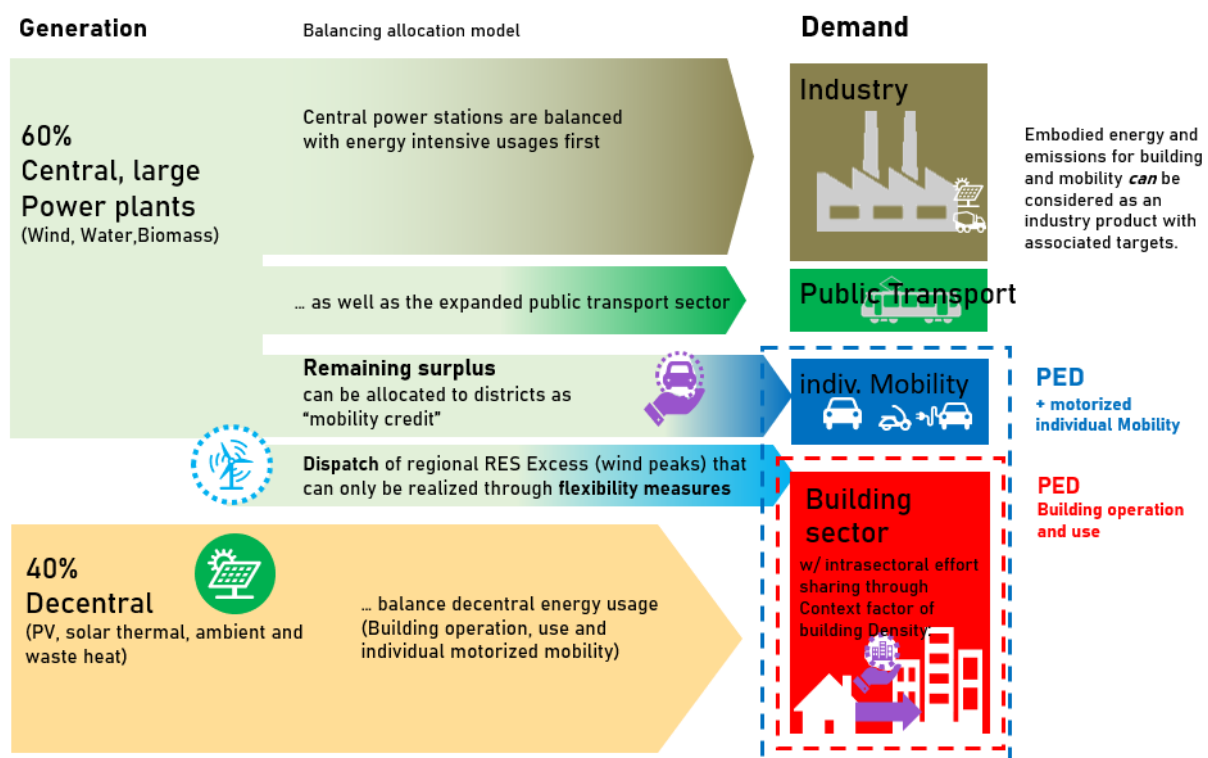 Generation
Balancing allocation model
Demand
60%
Central, large
Power plants
(Wind, Water,Biomass)
Central power stations are balanced
with energy intensive usages first
Industry
Embodied energy and
emissions for building
and mobility can be
considered as an
industry product with
associated targets.
... as well as the expanded public transport sector
Public Transport
Remaining surplus
can be allocated to districts as
“mobility credit”
indiv. Mobility
PED
+ motorized
individual Mobility
Dispatch of regional RES Excess (wind peaks) that
can only be realized through flexibility measures
PED
Building operation
and use
Building
sector
w/ intrasectoral effort
sharing through
Context factor of
building Density.
40%
Decentral
(PV, solar thermal, ambient and
waste heat)
... balance decentral energy usage
(Building operation, use and
individual motorized mobility)